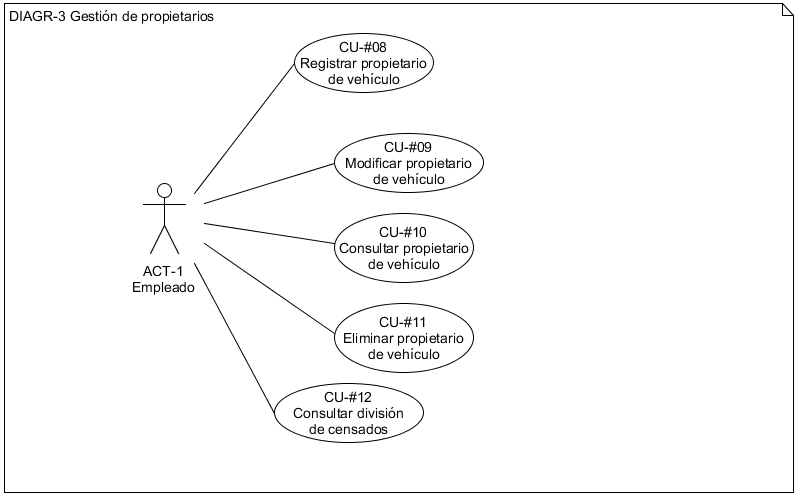 DIAGR-3 Gestión de propietarios
CU-#08
Registrar propietario
de vehículo
CU-#09
Modificar propietario
de vehículo
CU-#10
Consultar propietario
de vehículo
ACT-1
Empleado
CU-#11
Eliminar propietario
de vehículo
CU-#12
Consultar división
de censados